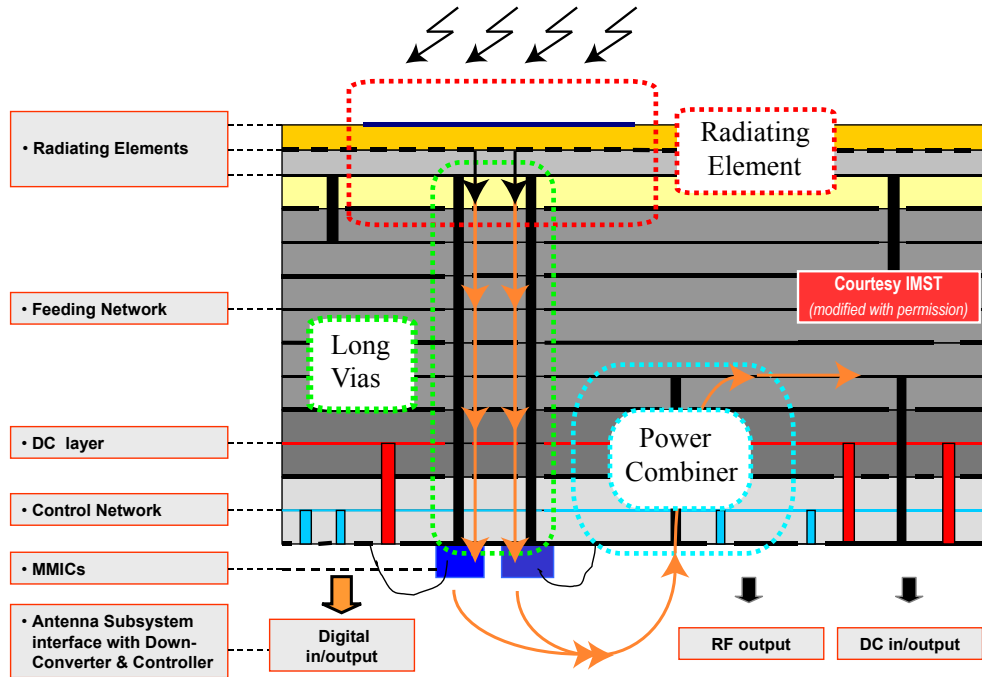 • Radiating Elements
Radiating
Element
Courtesy IMST
(modified with permission)
• Feeding Network
Long
Vias
• DC layer
Power
Combiner
• Control Network
• MMICs
• Antenna Subsystem
interface with Down-
Converter & Controller
Digital
in/output
RF output
DC in/output